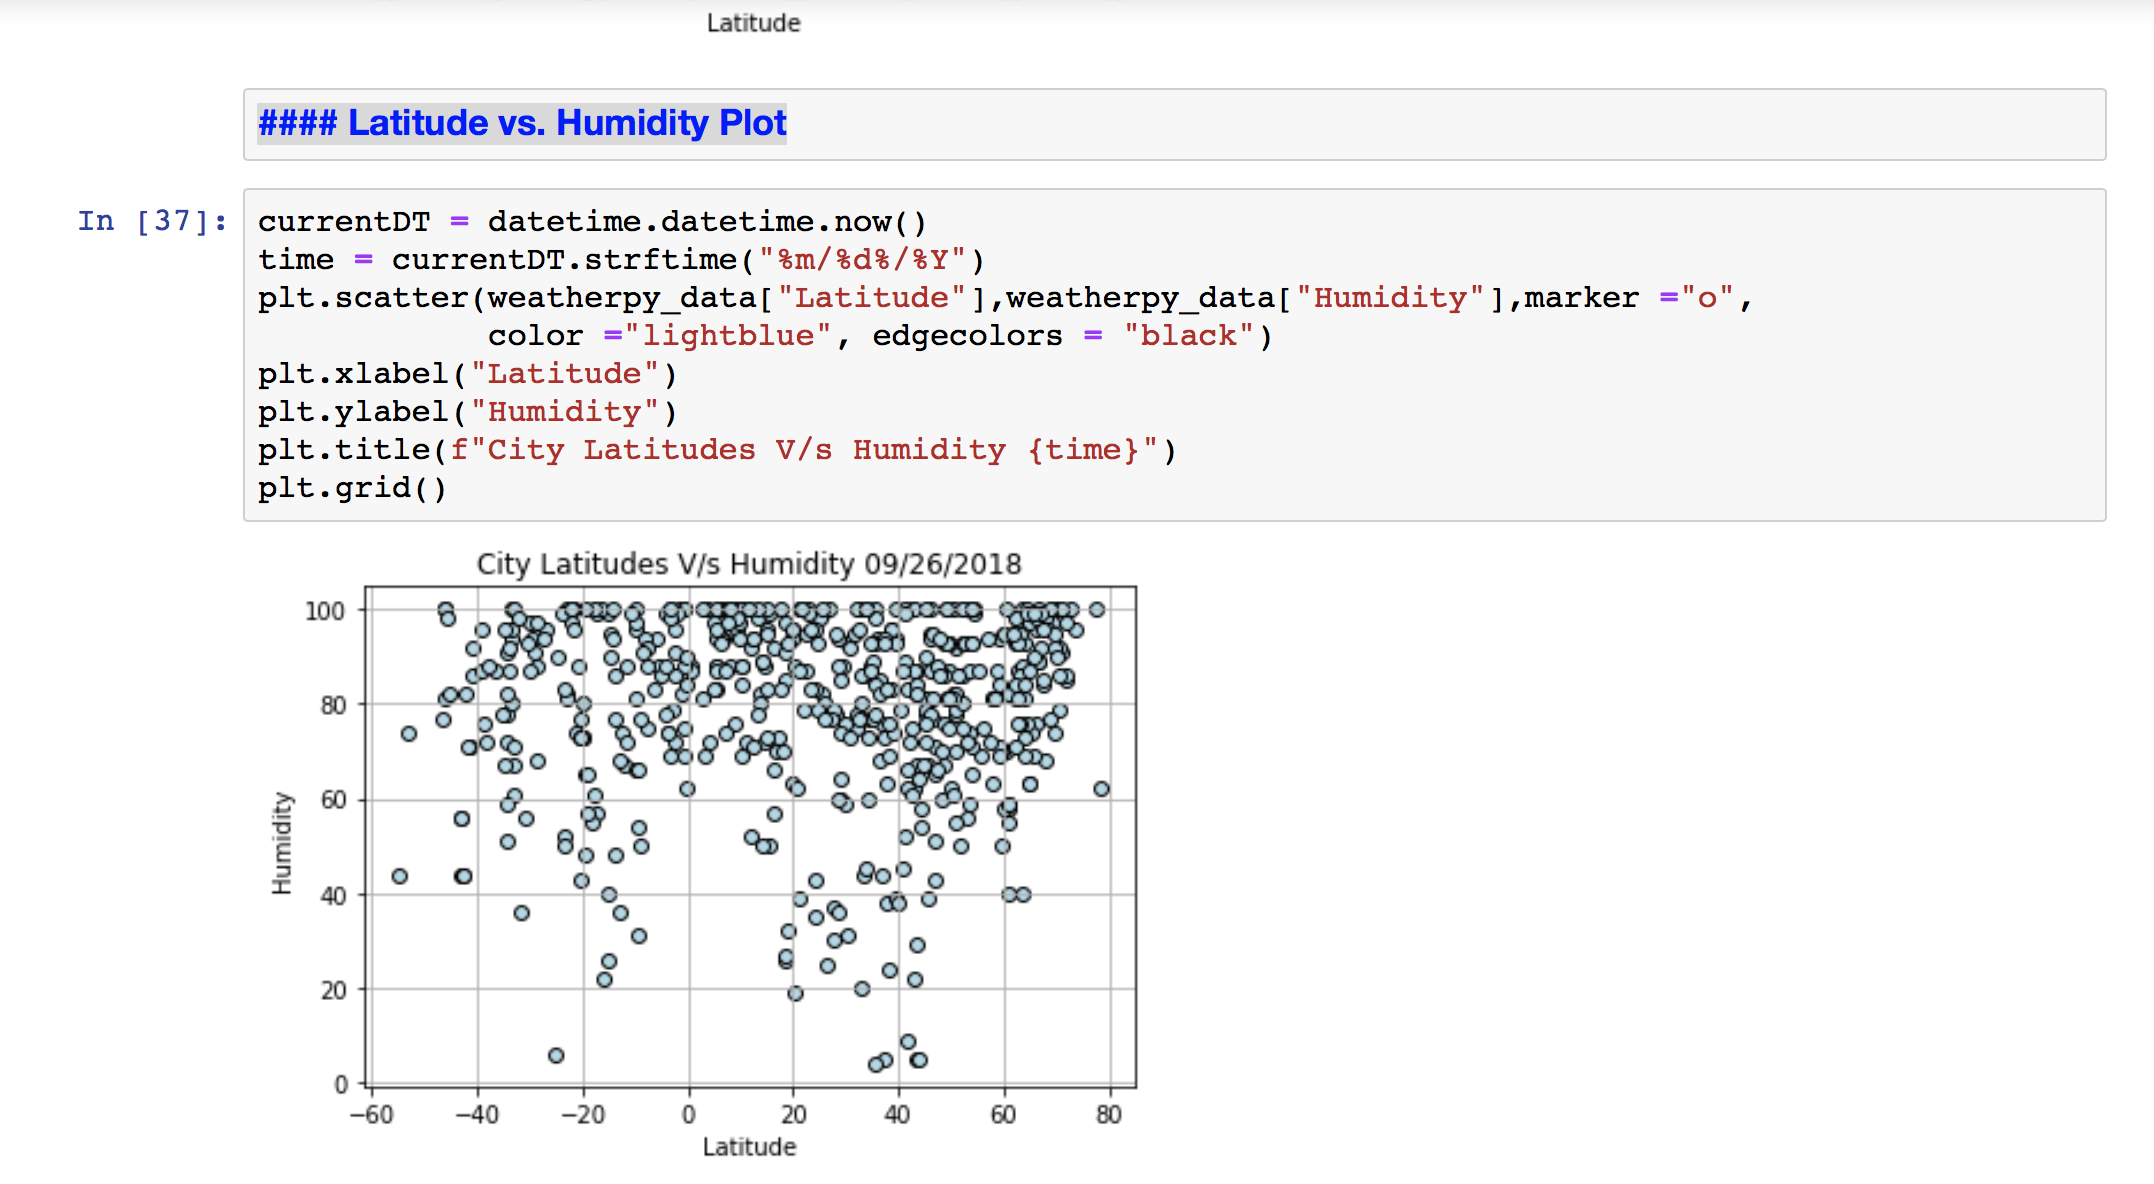 Latitude
#### Latitude vs. Humidity Plot
In [37]:
currentDT = datetime.datetime.now()
time = currentDT.strftime("%m/%d%/%Y")
plt.scatter(weatherpy_data["Latitude"],weatherpy_data["Humidity"],marker ="o",
color ="lightblue", edgecolors = "black")
plt.xlabel("Latitude")
plt.ylabel("Humidity")
plt.title(f"City Latitudes V/s Humidity {time}")
plt.grid()
City Latitudes V/s Humidity 09/26/2018
Humidity
100
80
60
40
20
0
−60 −40 −20 0 20 40 60 80
Latitude